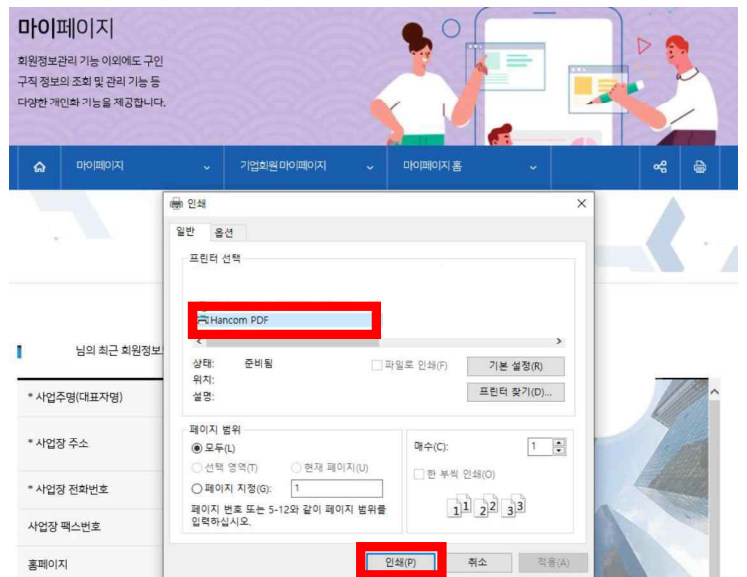 마이페이지
회원정보관리 기능 이외에도 구인
구직 정보의 조회 및 관리 기능 등
다양한 개인화 기능을 제공합니다.
마이페이지
기업회원 마이페이지
마이페이지 홈
인쇄
일반
옵션
프린터 선택
Hancom PDF
상태: 준비됨
파일로 인쇄(F)
기본 설정(R)
위치:
설명:
프린터 찾기(D)...
페이지 범위
모두(L)
선택 영역(T)
현재 페이지(U)
페이지 지정(G): 1
페이지 번호 또는 5-12와 같이 페이지 범위를
입력하십시오.
매수(C): 1
한 부씩 인쇄(O)
1 1 2 2 3 3
인쇄(P)
취소
적용(A)
님의 최근 회원정보
* 사업주명(대표자명)
* 사업장 주소
* 사업장 전화번호
사업장 팩스번호
홈페이지